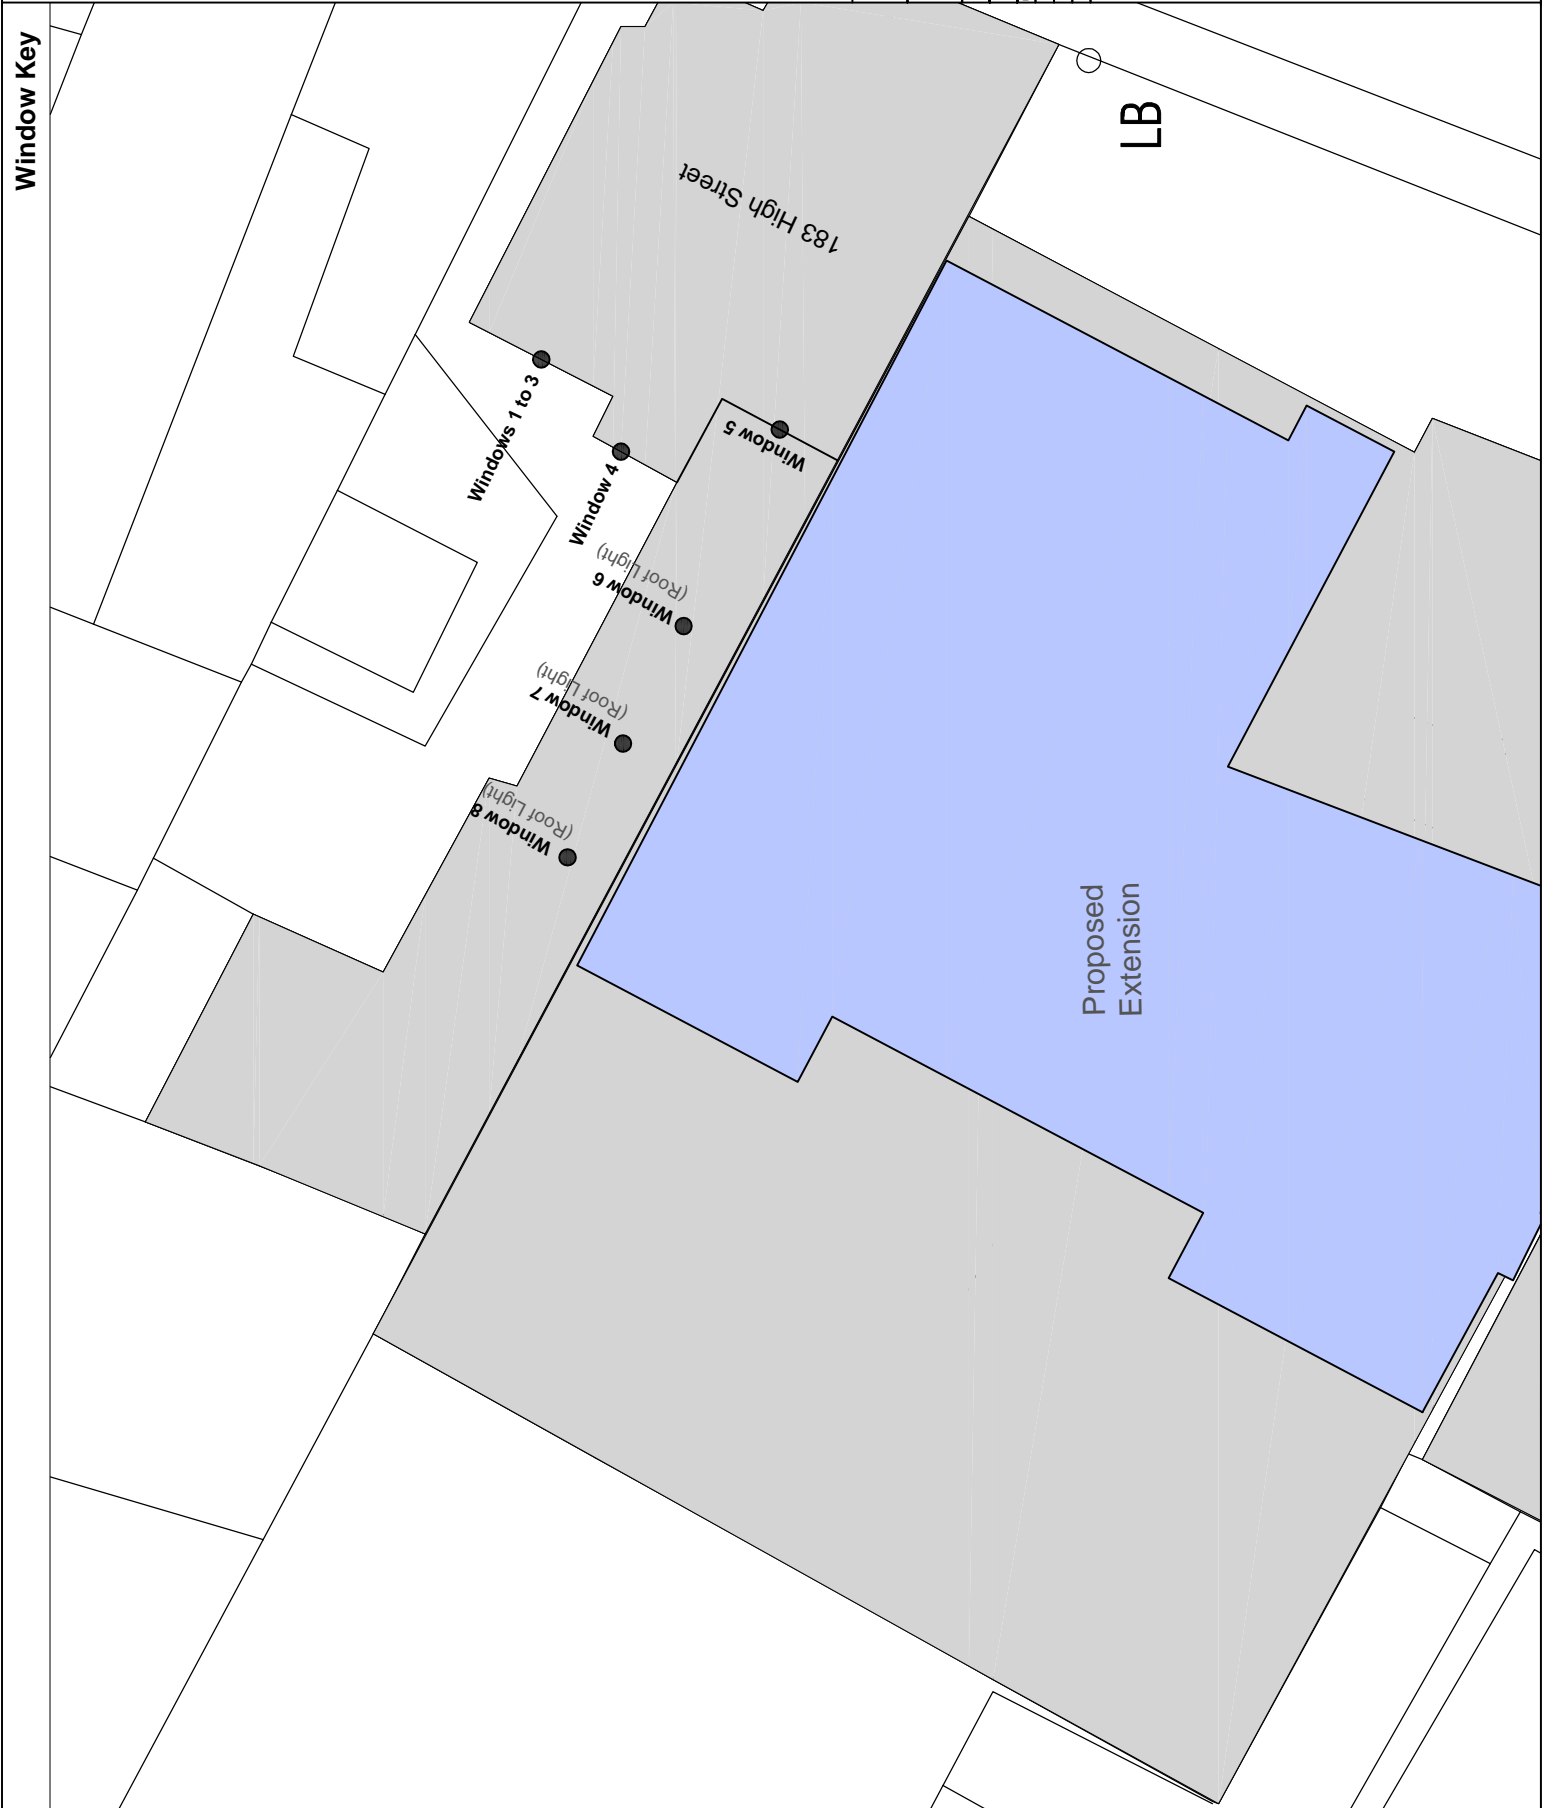 Window Key
LB
183 High Street
Windows 1 to 3
Window 4
Window 5
Window 6
(Roof Light)
Window 7
(Roof Light)
Window 8
(Roof Light)
Proposed
Extension